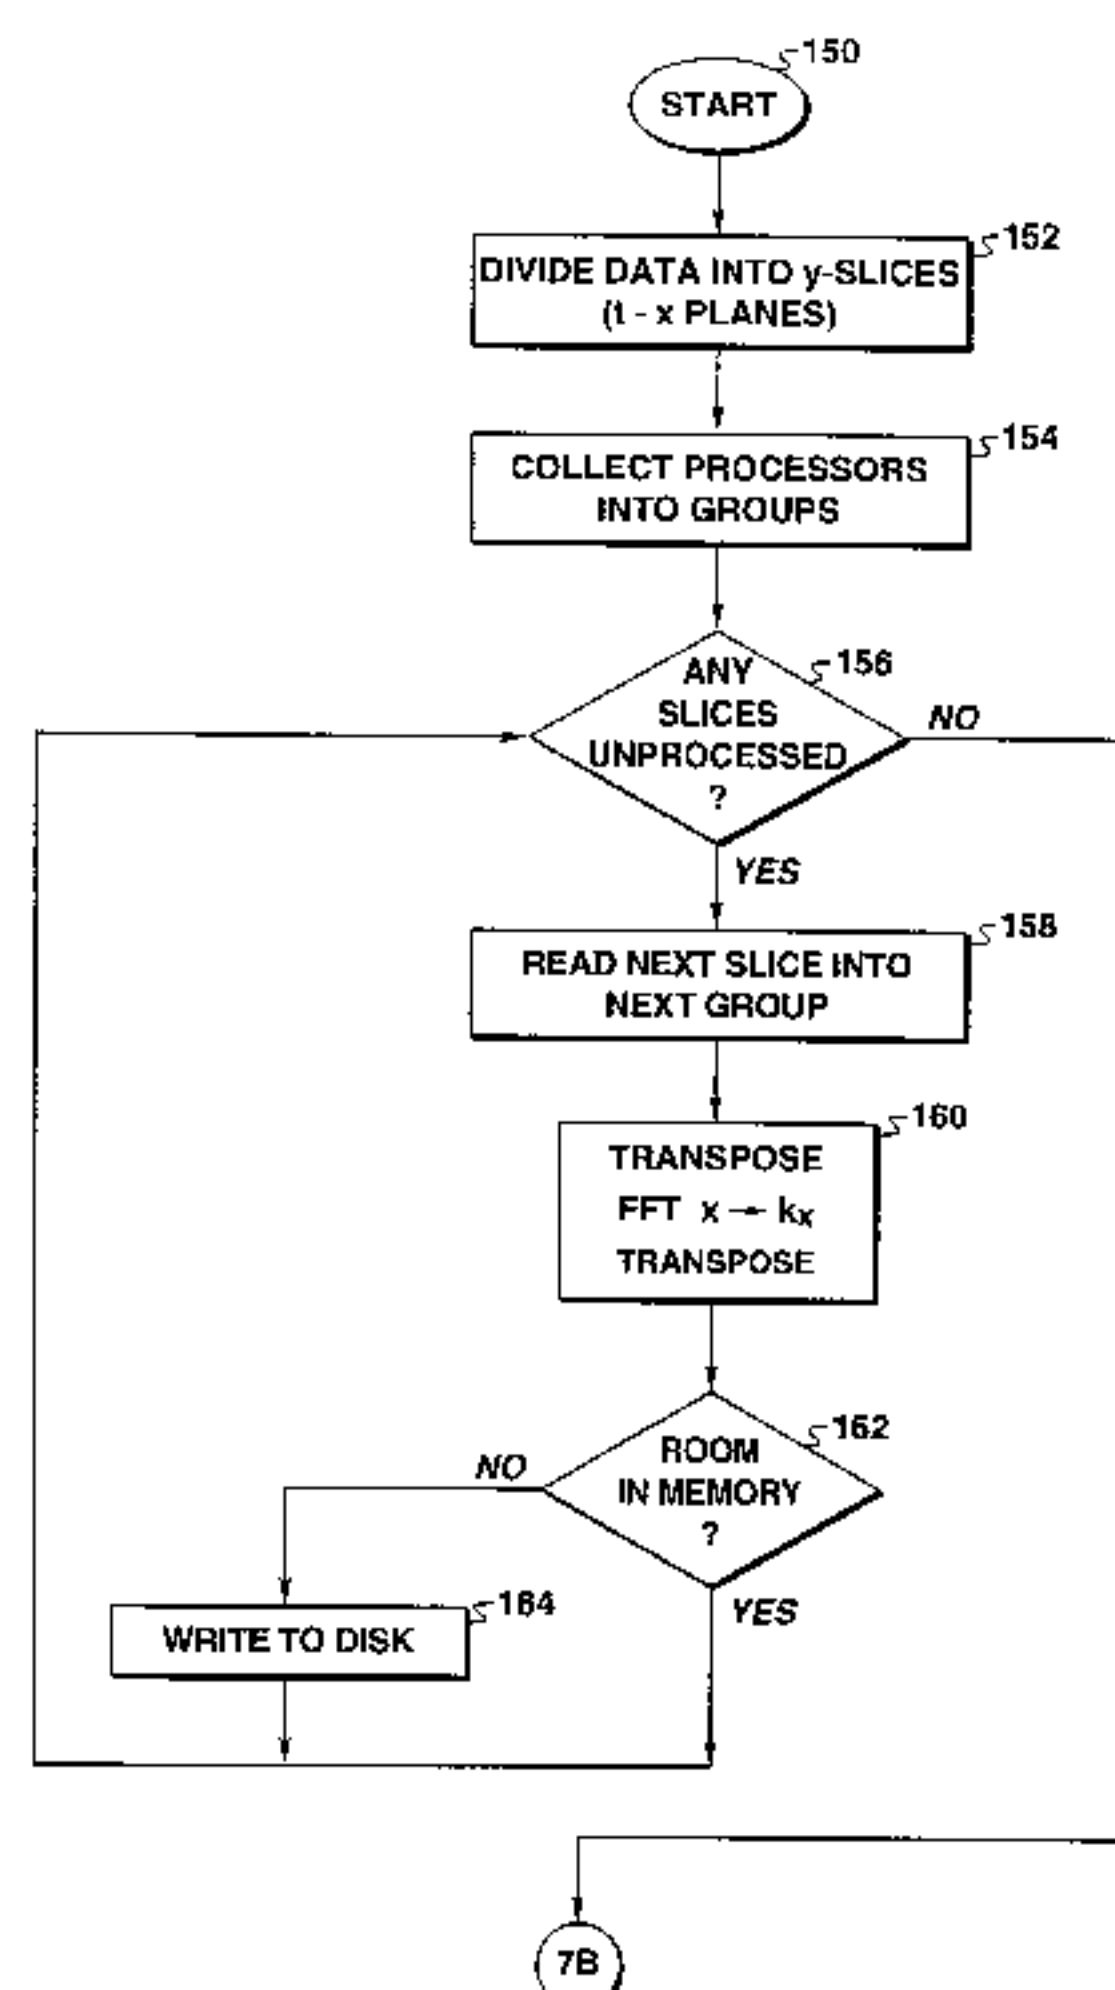 150
START
152
DIVIDE DATA INTO y-SLICES
(t - x PLANES)
154
COLLECT PROCESSORS
INTO GROUPS
156
ANY
SLICES
UNPROCESSED
?
NO
YES
158
READ NEXT SLICE INTO
NEXT GROUP
160
TRANSPOSE
FFT x → kx
TRANSPOSE
162
ROOM
IN MEMORY
?
NO
YES
164
WRITE TO DISK
7B